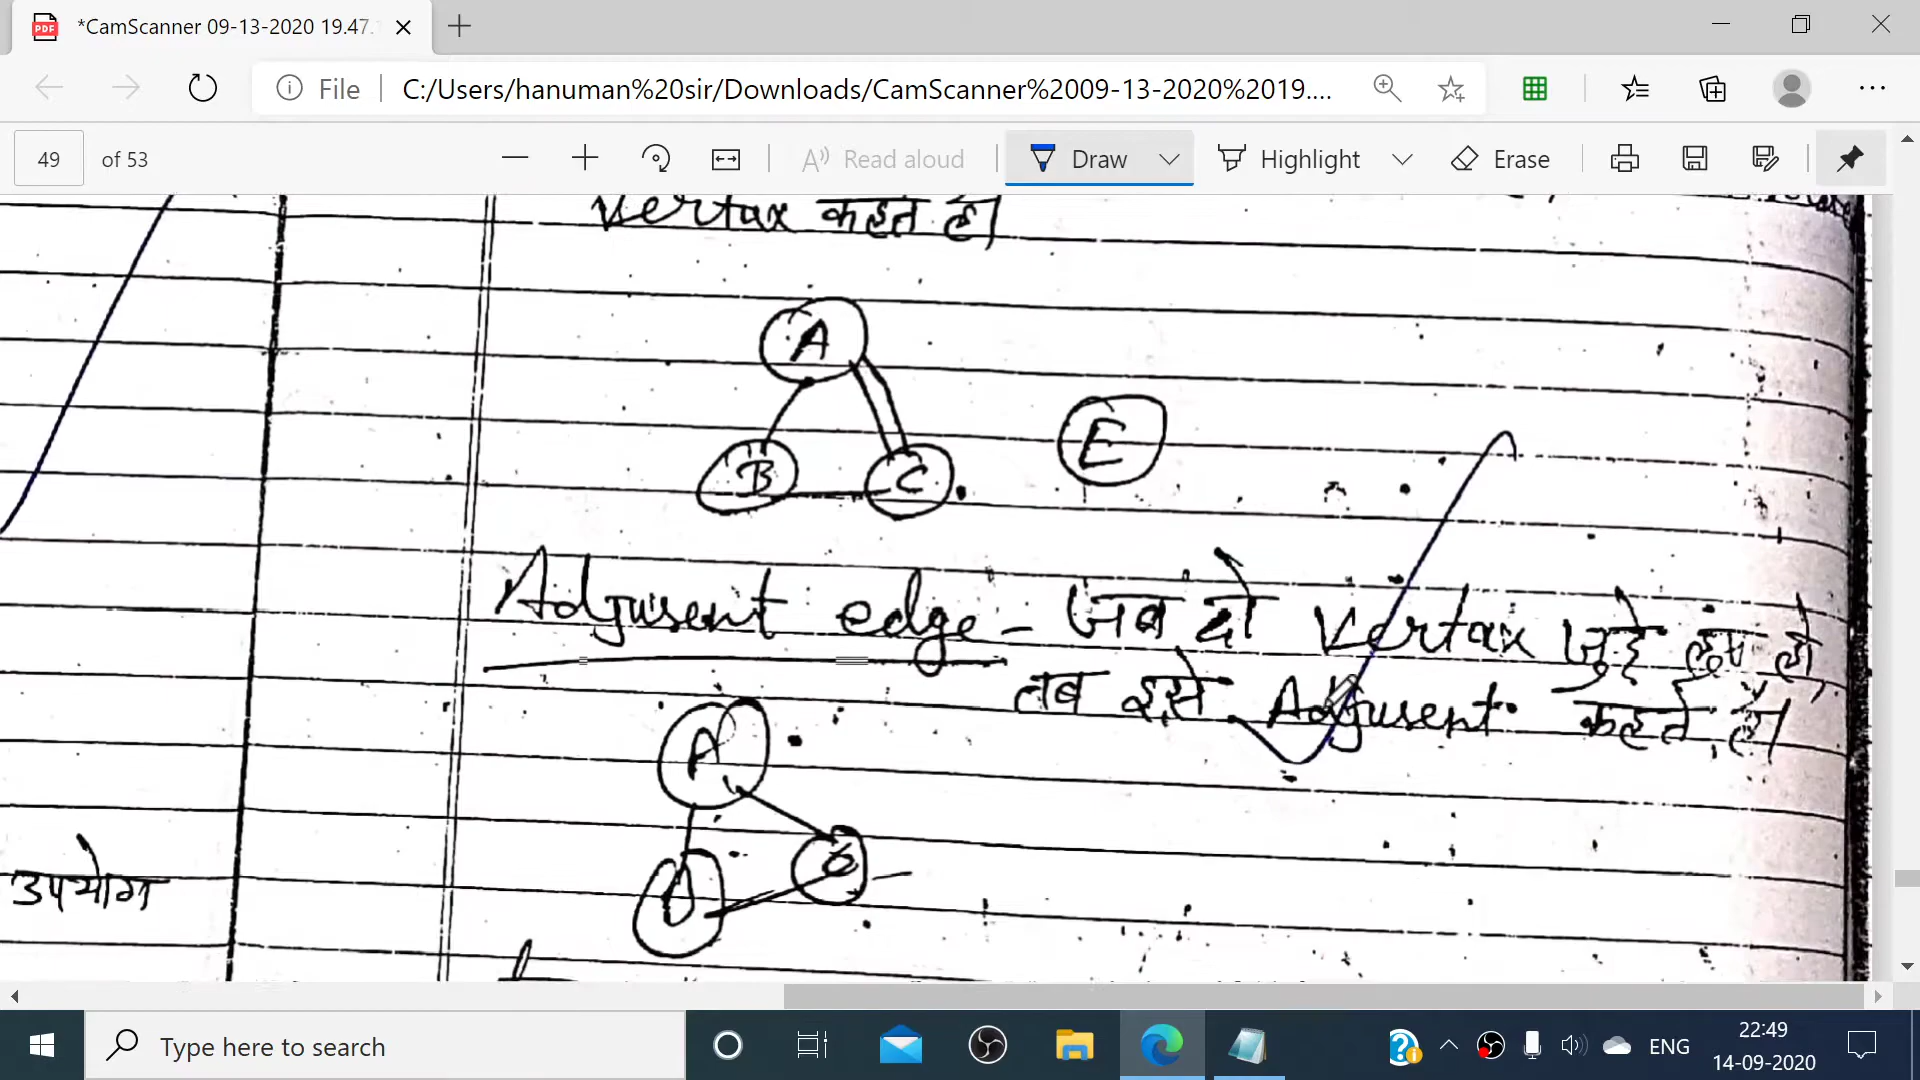 *CamScanner 09-13-2020 19.47.
File
C:/Users/hanuman%20sir/Downloads/CamScanner%2009-13-2020%2019....
49 of 53
Read aloud
Draw
Highlight
Erase
Vertax कहते है।
A
B
C
E
Adjusent edge - जब दो Vertax जुड़े हुए हो,
तब इसे Adjusent कहते है।
A
उपयोग
Type here to search
ENG
22:49
14-09-2020